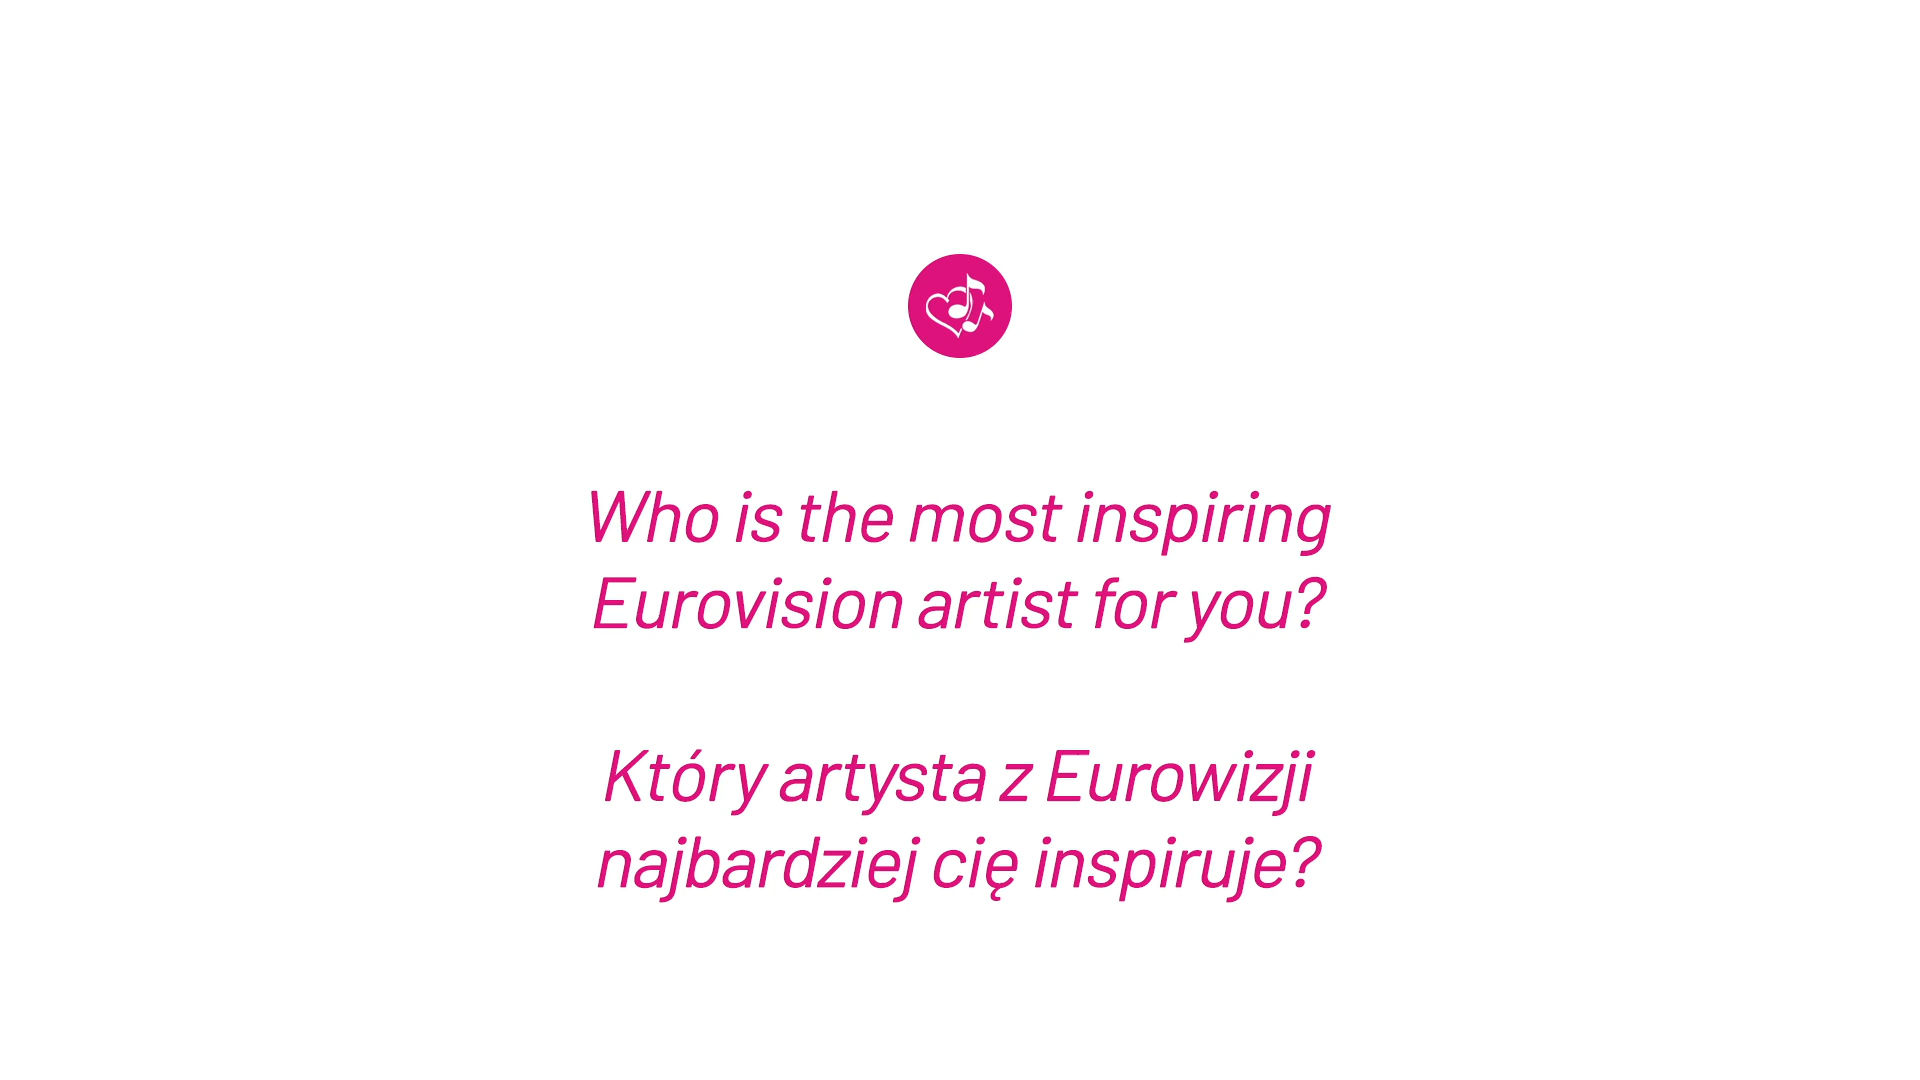 Who is the most inspiring
Eurovision artist for you?
Który artysta z Eurowizji
najbardziej cię inspiruje?